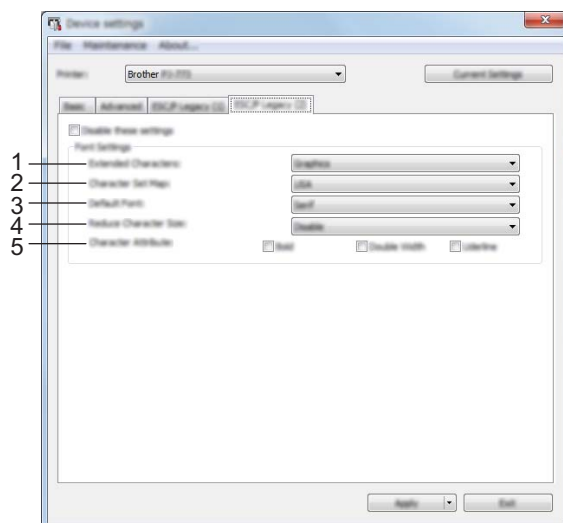 Device settings
File Maintenance About...
Printer: Brother Current Settings
Basic Advanced ESC/P Legacy (1) ESC/P Legacy (2)
Disable these settings
Font Settings
1 Extended Characters: Graphics
2 Character Set Map: USA
3 Default Font: Serif
4 Reduce Character Size: Disable
5 Character Attribute: Bold Double Width
Apply Exit